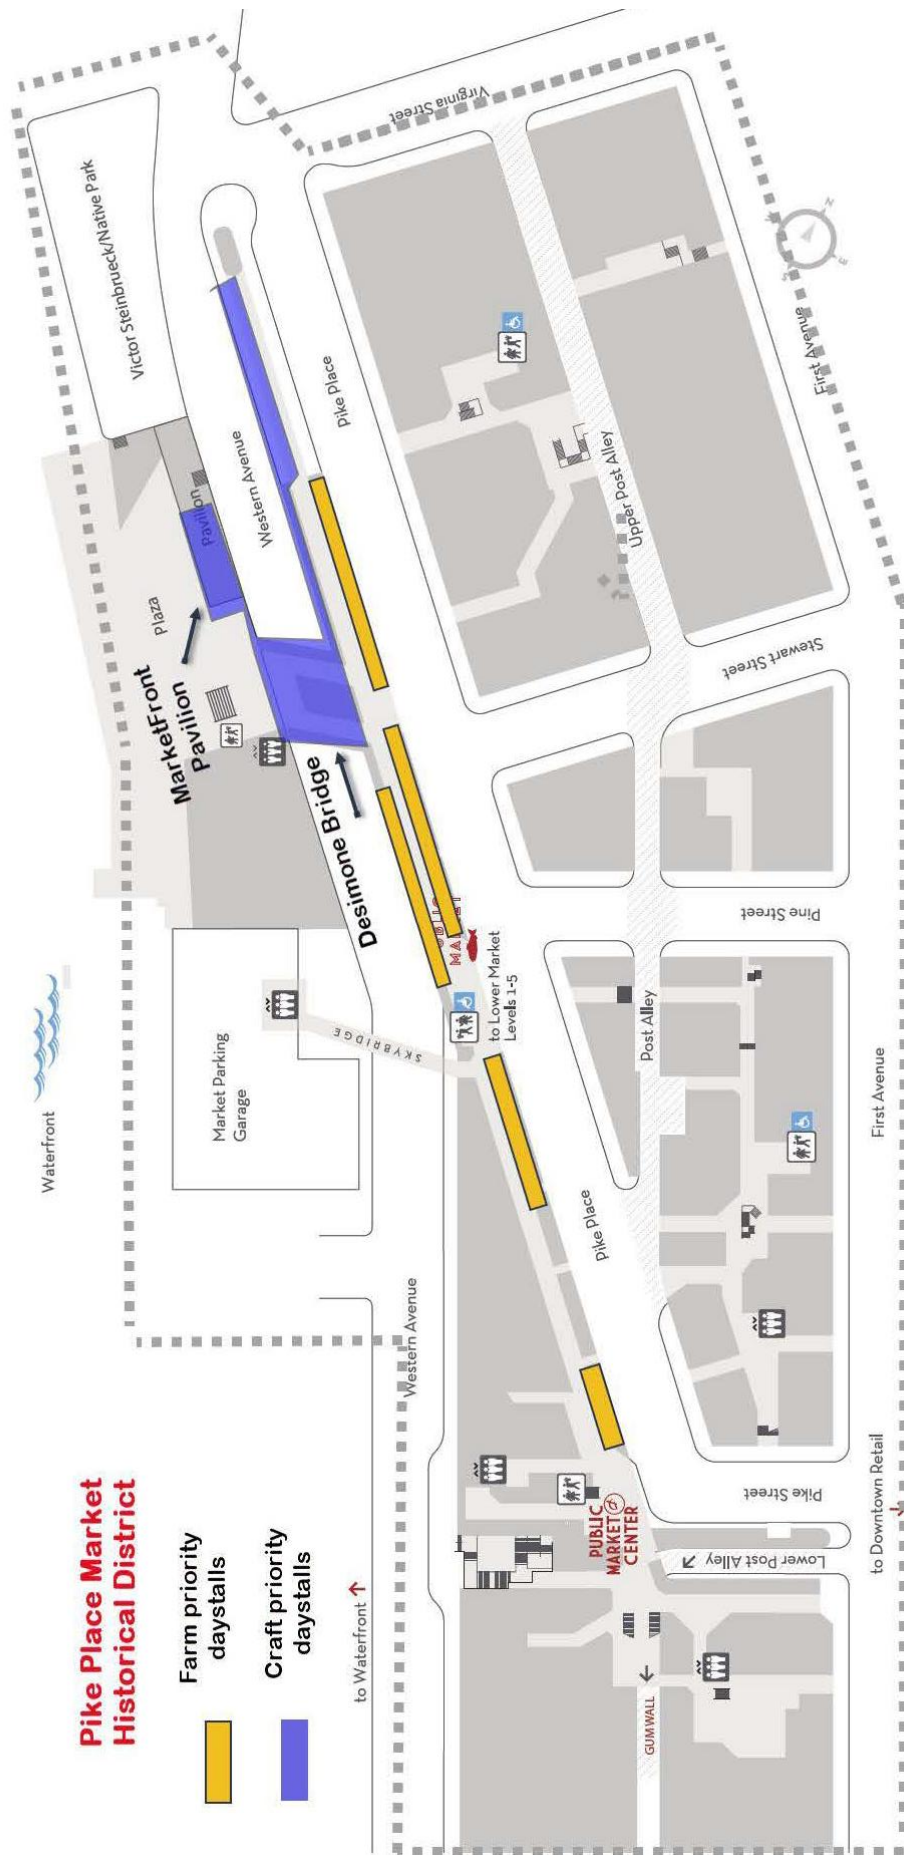 Pike Place Market
Historical District
Farm priority
daystalls
Craft priority
daystalls
to Waterfront
Waterfront
Western Avenue
Market Parking
Garage
SKYBRIDGE
Desimone Bridge
MarketFront
Pavilion
Plaza
Pavilion
Western Avenue
Victor Steinbrueck/Native Park
Pike Place
Virginia Street
First Avenue
Upper Post Alley
Stewart Street
Pine Street
to Lower Market
Levels 1-5
Post Alley
First Avenue
Pike Place
Pike Street
PUBLIC
MARKET
CENTER
Lower Post Alley
to Downtown Retail
GUM WALL
N
E